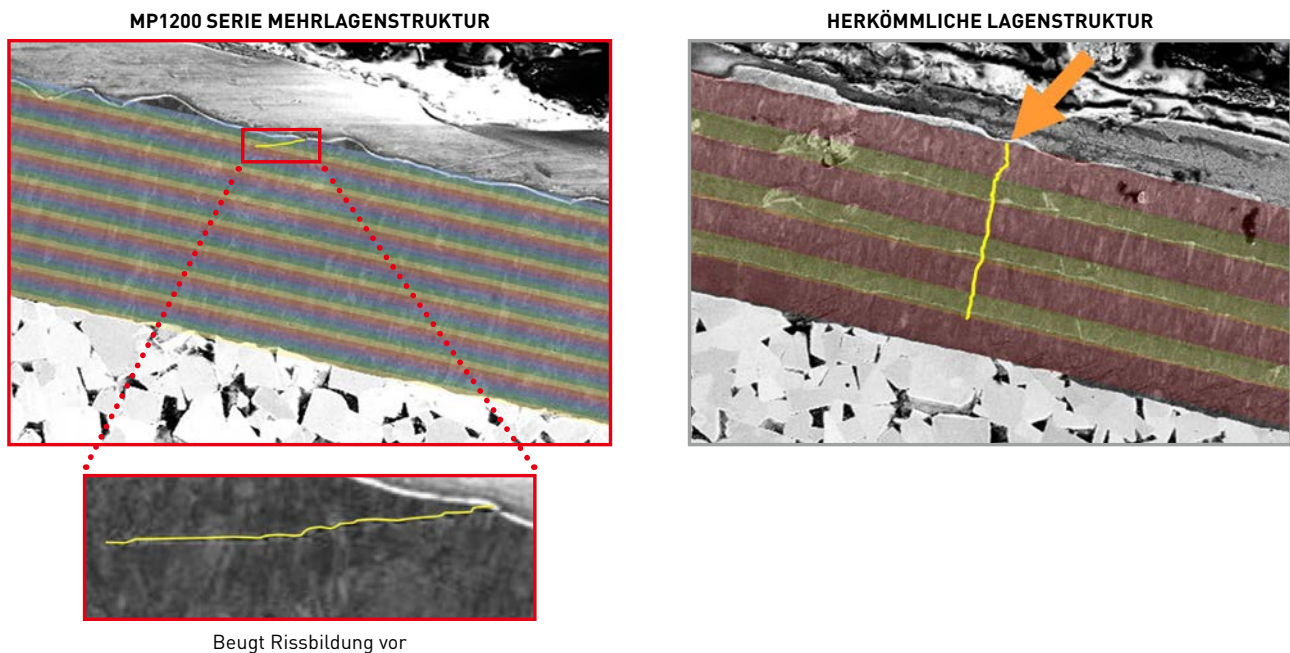 MP1200 SERIE MEHRLAGENSTRUKTUR
HERKÖMMLICHE LAGENSTRUKTUR
Beugt Rissbildung vor